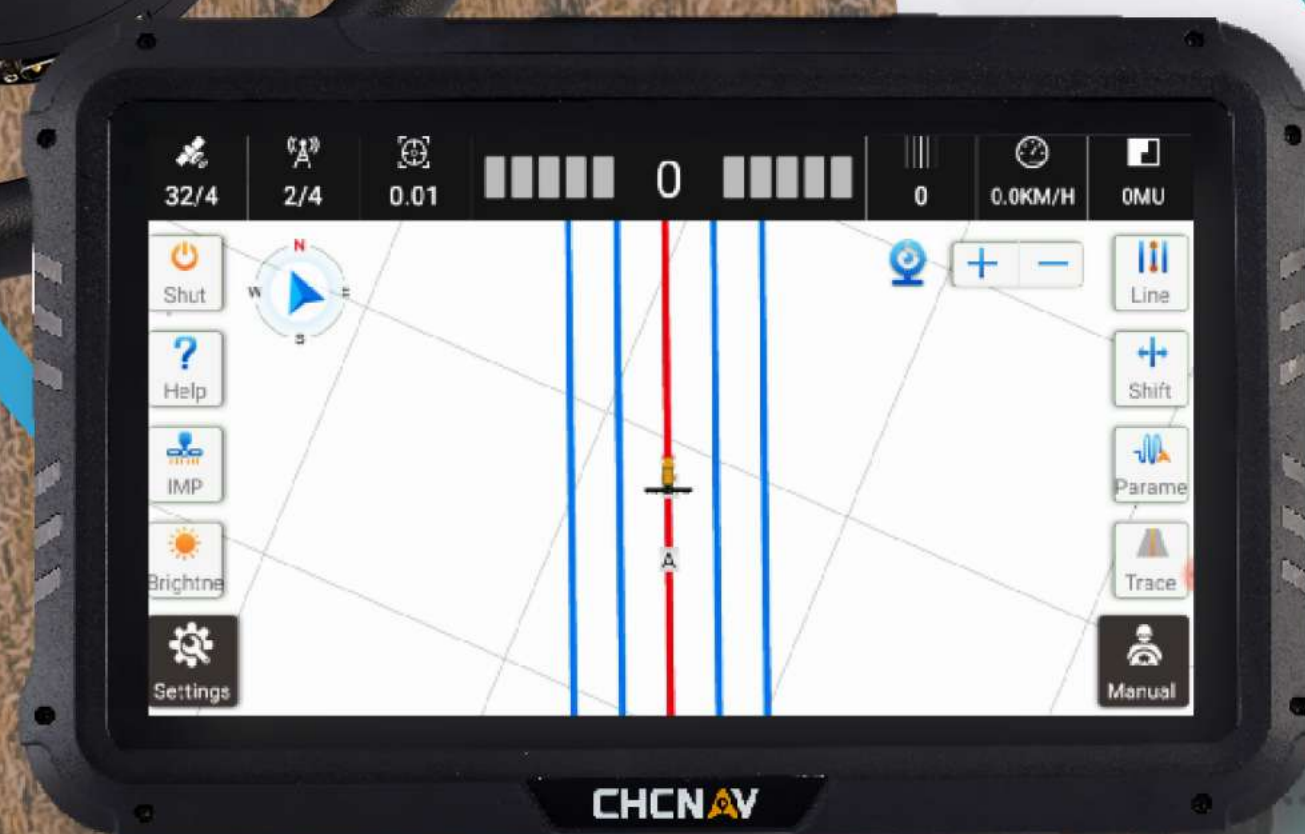 32/4
2/4
0.01
0
0
0.0KM/H
0MU
Shut
Help
IMP
Brightne
Settings
N
W
S
A
+ −
Line
Shift
Parame
Trace
Manual
CHCNAV